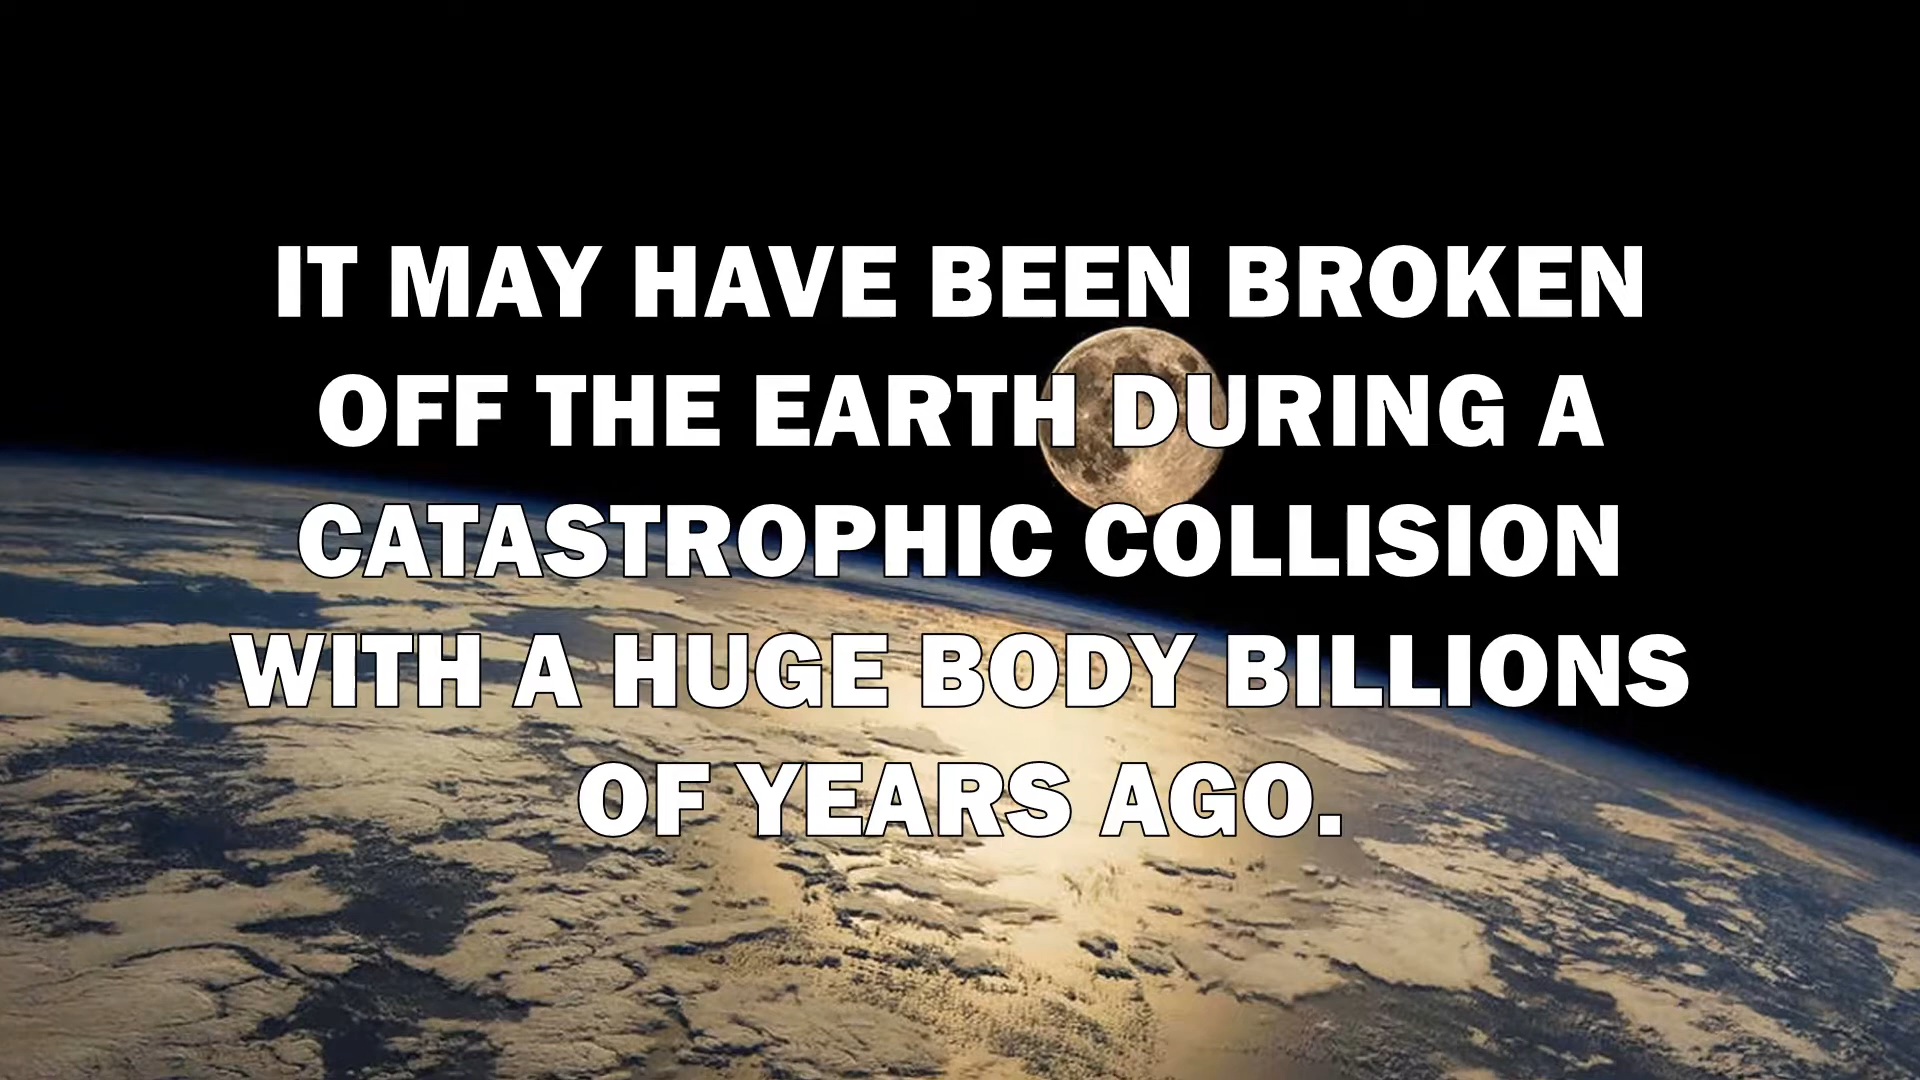 IT MAY HAVE BEEN BROKEN
OFF THE EARTH DURING A
CATASTROPHIC COLLISION
WITH A HUGE BODY BILLIONS
OF YEARS AGO.